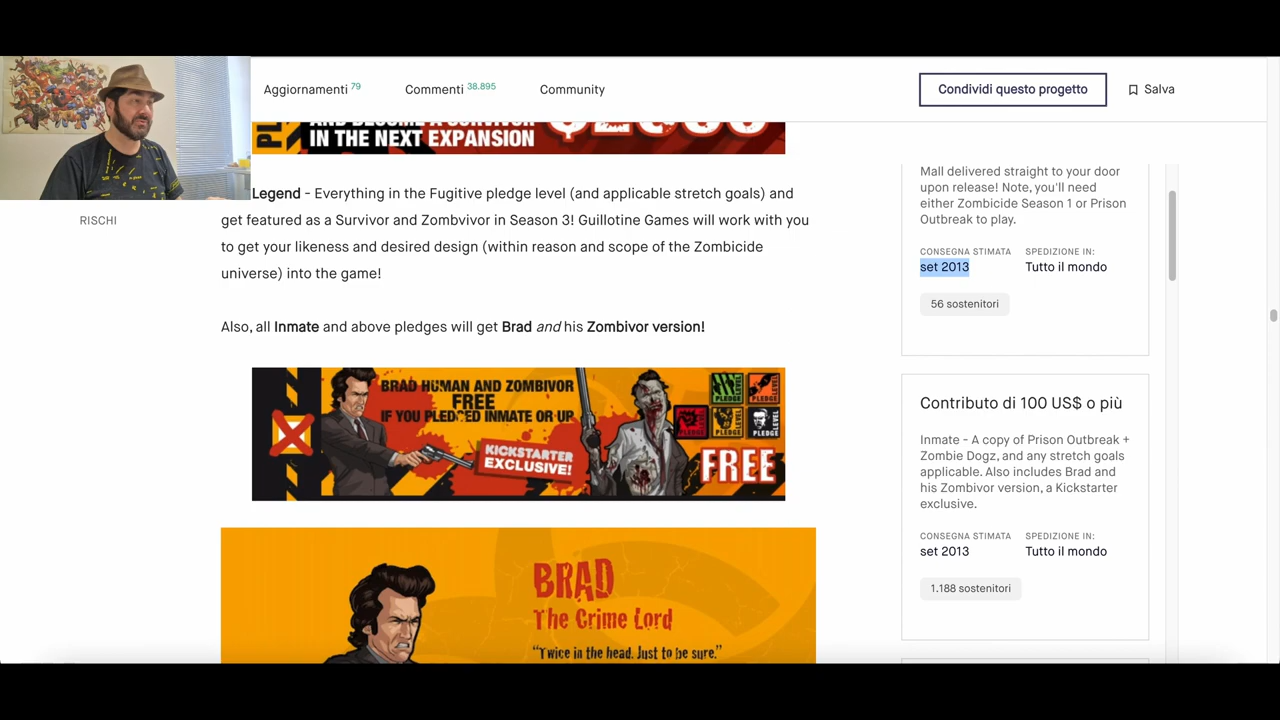 Aggiornamenti 79
Commenti 38.895
Community
Condividi questo progetto
Salva
IN THE NEXT EXPANSION
RISCHI
Legend - Everything in the Fugitive pledge level (and applicable stretch goals) and
get featured as a Survivor and Zombvivor in Season 3! Guillotine Games will work with you
to get your likeness and desired design (within reason and scope of the Zombicide
universe) into the game!
Also, all Inmate and above pledges will get Brad and his Zombivor version!
BRAD HUMAN AND ZOMBIVOR
FREE
IF YOU PLEDGED INMATE OR UP
KICKSTARTER
EXCLUSIVE!
FREE
BRAD
The Crime Lord
“Twice in the head. Just to be sure.”
Mall delivered straight to your door
upon release! Note, you'll need
either Zombicide Season 1 or Prison
Outbreak to play.
CONSEGNA STIMATA
set 2013
SPEDIZIONE IN:
Tutto il mondo
56 sostenitori
Contributo di 100 US$ o più
Inmate - A copy of Prison Outbreak +
Zombie Dogz, and any stretch goals
applicable. Also includes Brad and
his Zombivor version, a Kickstarter
exclusive.
CONSEGNA STIMATA
set 2013
SPEDIZIONE IN:
Tutto il mondo
1.188 sostenitori